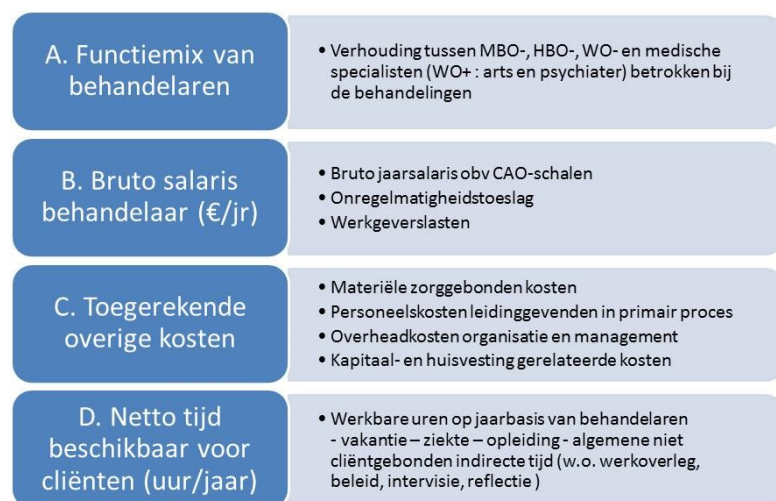 A. Functiemix van
behandelaren
• Verhouding tussen MBO-, HBO-, WO- en medische
specialisten (WO+ : arts en psychiater) betrokken bij
de behandelingen
B. Bruto salaris
behandelaar (€/jr)
• Bruto jaarsalaris obv CAO-schalen
• Onregelmatigheidstoeslag
• Werkgeverslasten
C. Toegerekende
overige kosten
• Materiële zorggebonden kosten
• Personeelskosten leidinggevenden in primair proces
• Overheadkosten organisatie en management
• Kapitaal- en huisvesting gerelateerde kosten
D. Netto tijd
beschikbaar voor
cliënten (uur/jaar)
• Werkbare uren op jaarbasis van behandelaren
- vakantie – ziekte – opleiding - algemene niet
cliëntgebonden indirecte tijd (w.o. werkoverleg,
beleid, intervisie, reflectie )